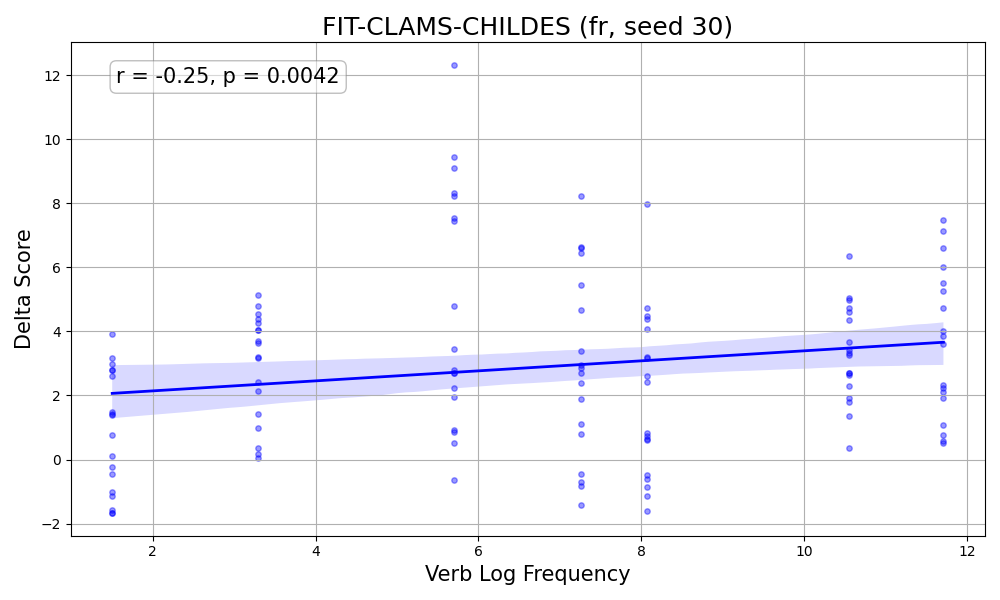 FIT-CLAMS-CHILDES (fr, seed 30)
r = -0.25, p = 0.0042
Delta Score
12
10
8
6
4
2
0
−2
2 4 6 8 10 12
Verb Log Frequency